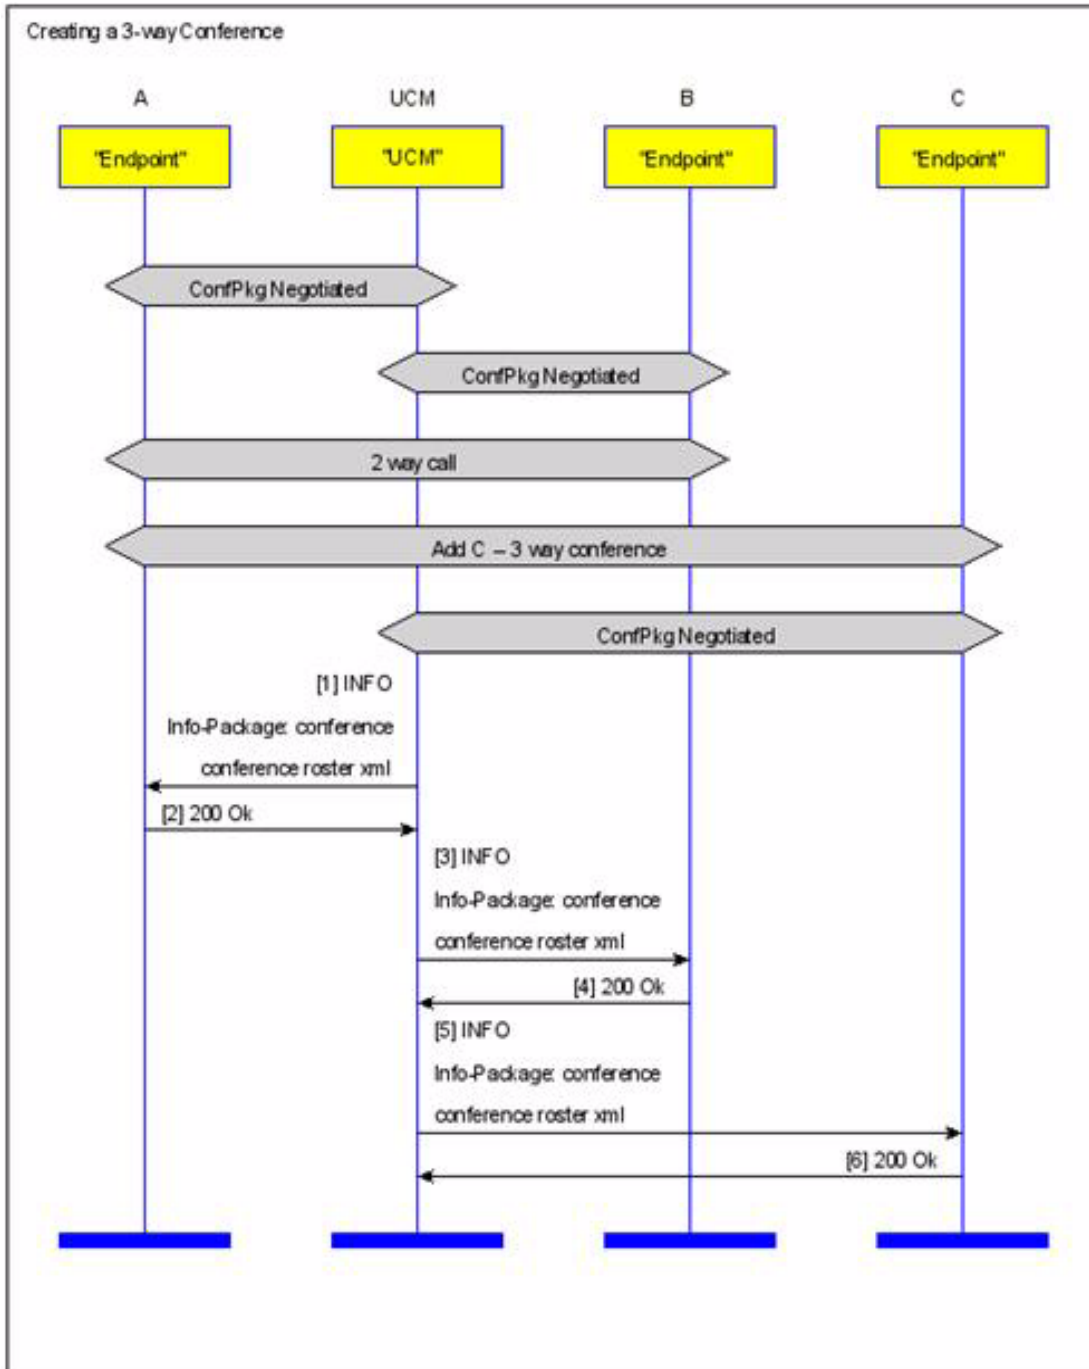 Creating a 3-way Conference
A UCM B C
"Endpoint" "UCM" "Endpoint" "Endpoint"
ConfPkg Negotiated
ConfPkg Negotiated
2 way call
Add C – 3 way conference
ConfPkg Negotiated
[1] INFO
Info-Package: conference
conference roster xml
[2] 200 Ok
[3] INFO
Info-Package: conference
conference roster xml
[4] 200 Ok
[5] INFO
Info-Package: conference
conference roster xml
[6] 200 Ok